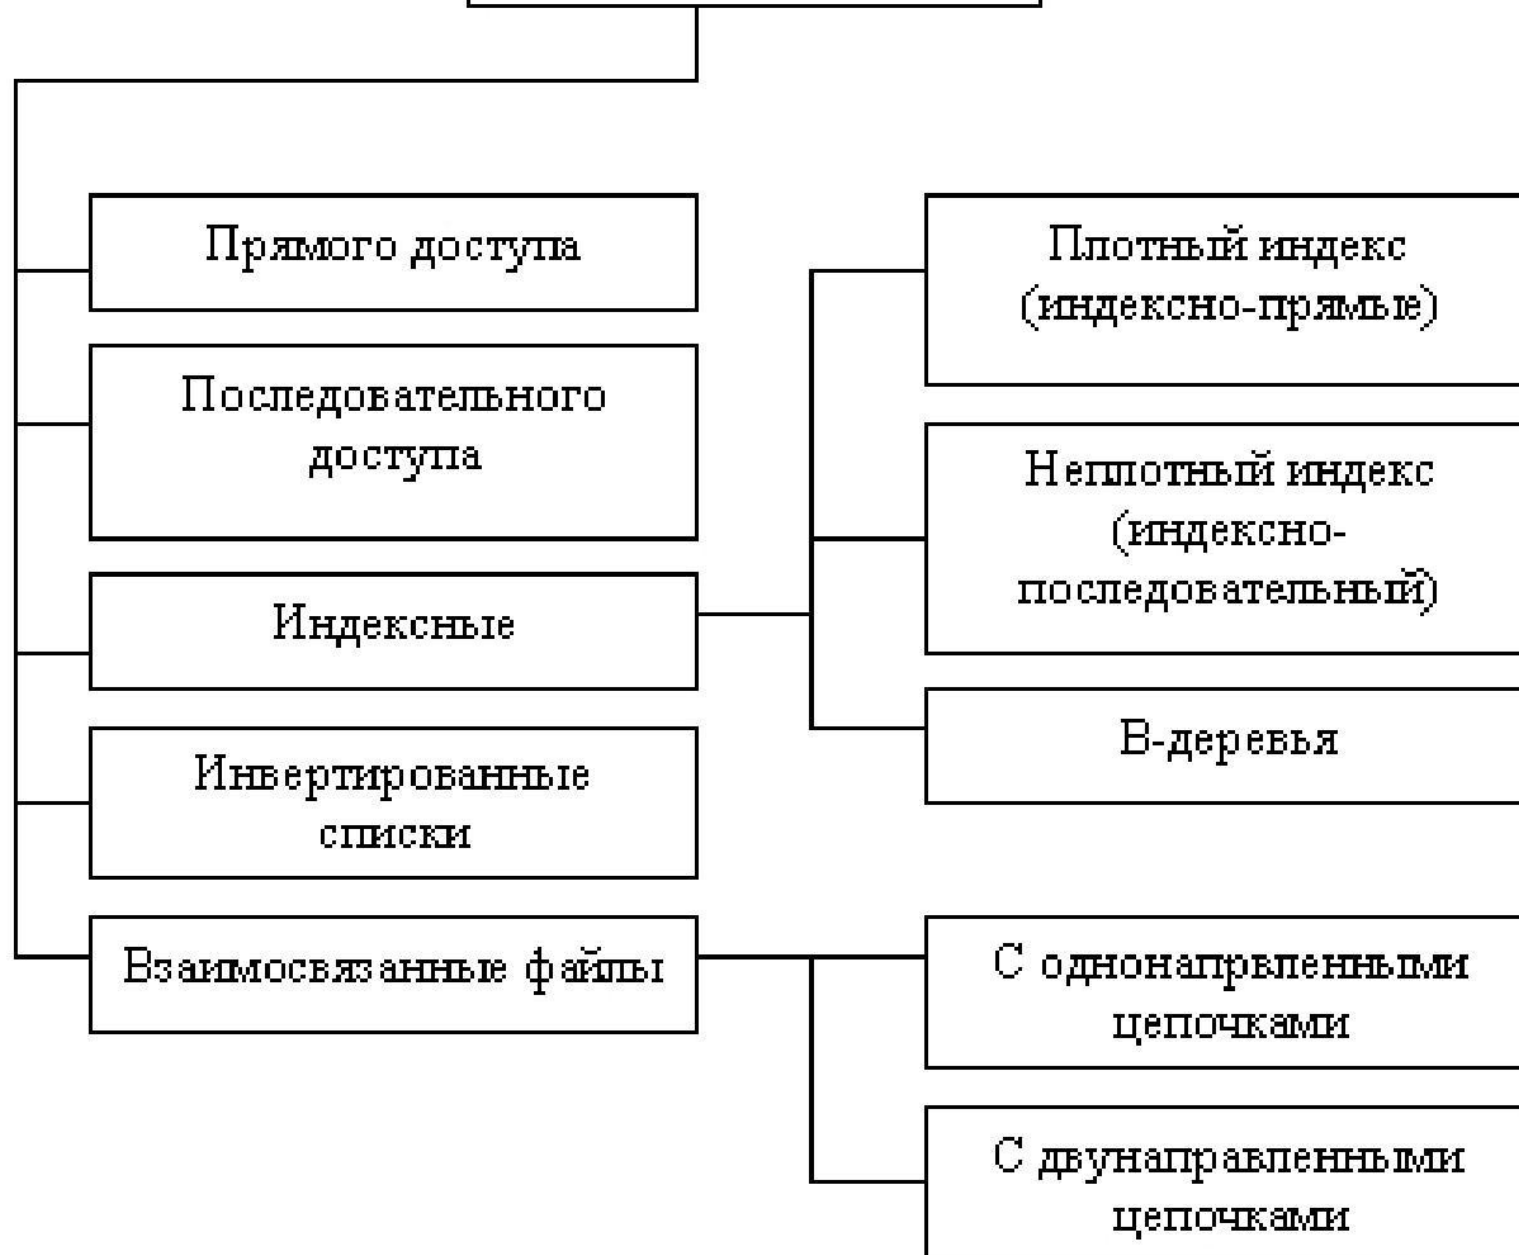 Прямого доступа
Последовательного
доступа
Индексные
Инвертированные
списки
Взаимосвязанные файлы
Плотный индекс
(индексно-прямые)
Неплотный индекс
(индексно-
последовательный)
В-деревья
С однонапрвленными
цепочками
С двунаправленными
цепочками